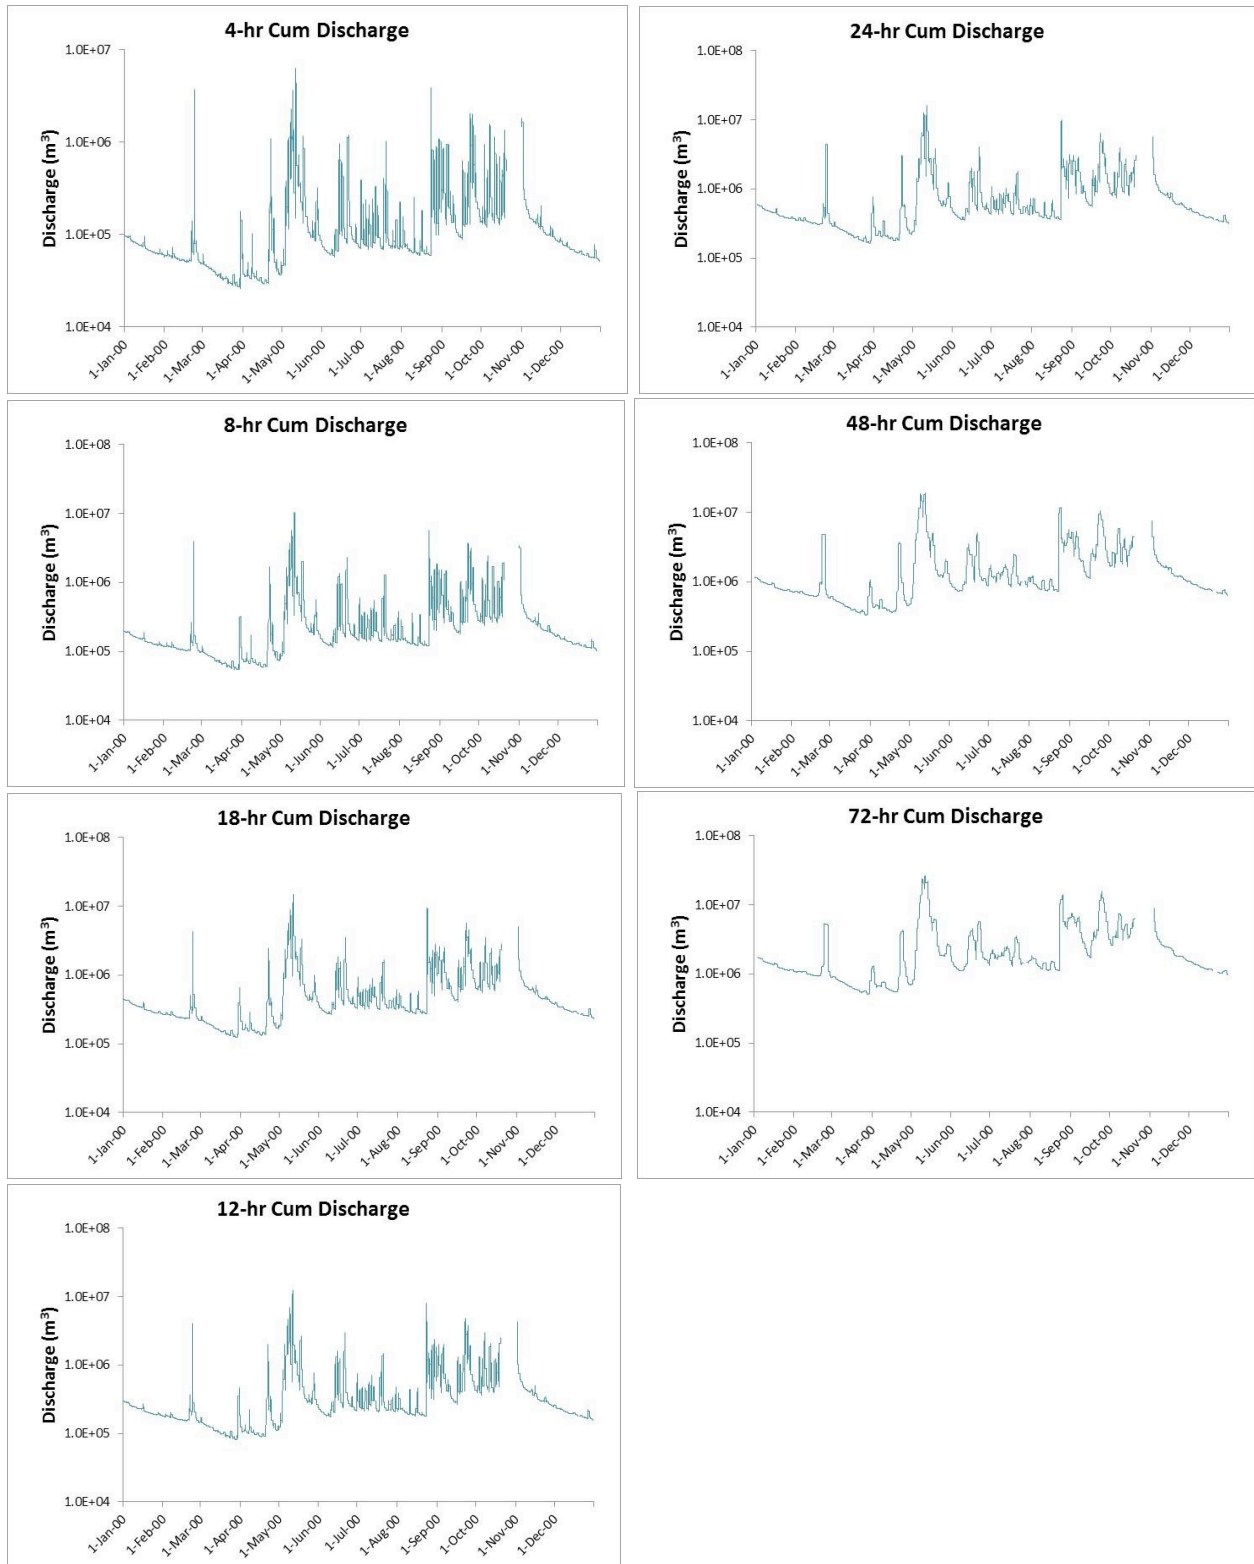 4-hr Cum Discharge
Discharge (m³)
1.0E+07
1.0E+06
1.0E+05
1.0E+04
1-Jan-00
1-Feb-00
1-Mar-00
1-Apr-00
1-May-00
1-Jun-00
1-Jul-00
1-Aug-00
1-Sep-00
1-Oct-00
1-Nov-00
1-Dec-00
24-hr Cum Discharge
Discharge (m³)
1.0E+08
1.0E+07
1.0E+06
1.0E+05
1.0E+04
1-Jan-00
1-Feb-00
1-Mar-00
1-Apr-00
1-May-00
1-Jun-00
1-Jul-00
1-Aug-00
1-Sep-00
1-Oct-00
1-Nov-00
1-Dec-00
8-hr Cum Discharge
Discharge (m³)
1.0E+08
1.0E+07
1.0E+06
1.0E+05
1.0E+04
1-Jan-00
1-Feb-00
1-Mar-00
1-Apr-00
1-May-00
1-Jun-00
1-Jul-00
1-Aug-00
1-Sep-00
1-Oct-00
1-Nov-00
1-Dec-00
48-hr Cum Discharge
Discharge (m³)
1.0E+08
1.0E+07
1.0E+06
1.0E+05
1.0E+04
1-Jan-00
1-Feb-00
1-Mar-00
1-Apr-00
1-May-00
1-Jun-00
1-Jul-00
1-Aug-00
1-Sep-00
1-Oct-00
1-Nov-00
1-Dec-00
18-hr Cum Discharge
Discharge (m³)
1.0E+08
1.0E+07
1.0E+06
1.0E+05
1.0E+04
1-Jan-00
1-Feb-00
1-Mar-00
1-Apr-00
1-May-00
1-Jun-00
1-Jul-00
1-Aug-00
1-Sep-00
1-Oct-00
1-Nov-00
1-Dec-00
72-hr Cum Discharge
Discharge (m³)
1.0E+08
1.0E+07
1.0E+06
1.0E+05
1.0E+04
1-Jan-00
1-Feb-00
1-Mar-00
1-Apr-00
1-May-00
1-Jun-00
1-Jul-00
1-Aug-00
1-Sep-00
1-Oct-00
1-Nov-00
1-Dec-00
12-hr Cum Discharge
Discharge (m³)
1.0E+08
1.0E+07
1.0E+06
1.0E+05
1.0E+04
1-Jan-00
1-Feb-00
1-Mar-00
1-Apr-00
1-May-00
1-Jun-00
1-Jul-00
1-Aug-00
1-Sep-00
1-Oct-00
1-Nov-00
1-Dec-00